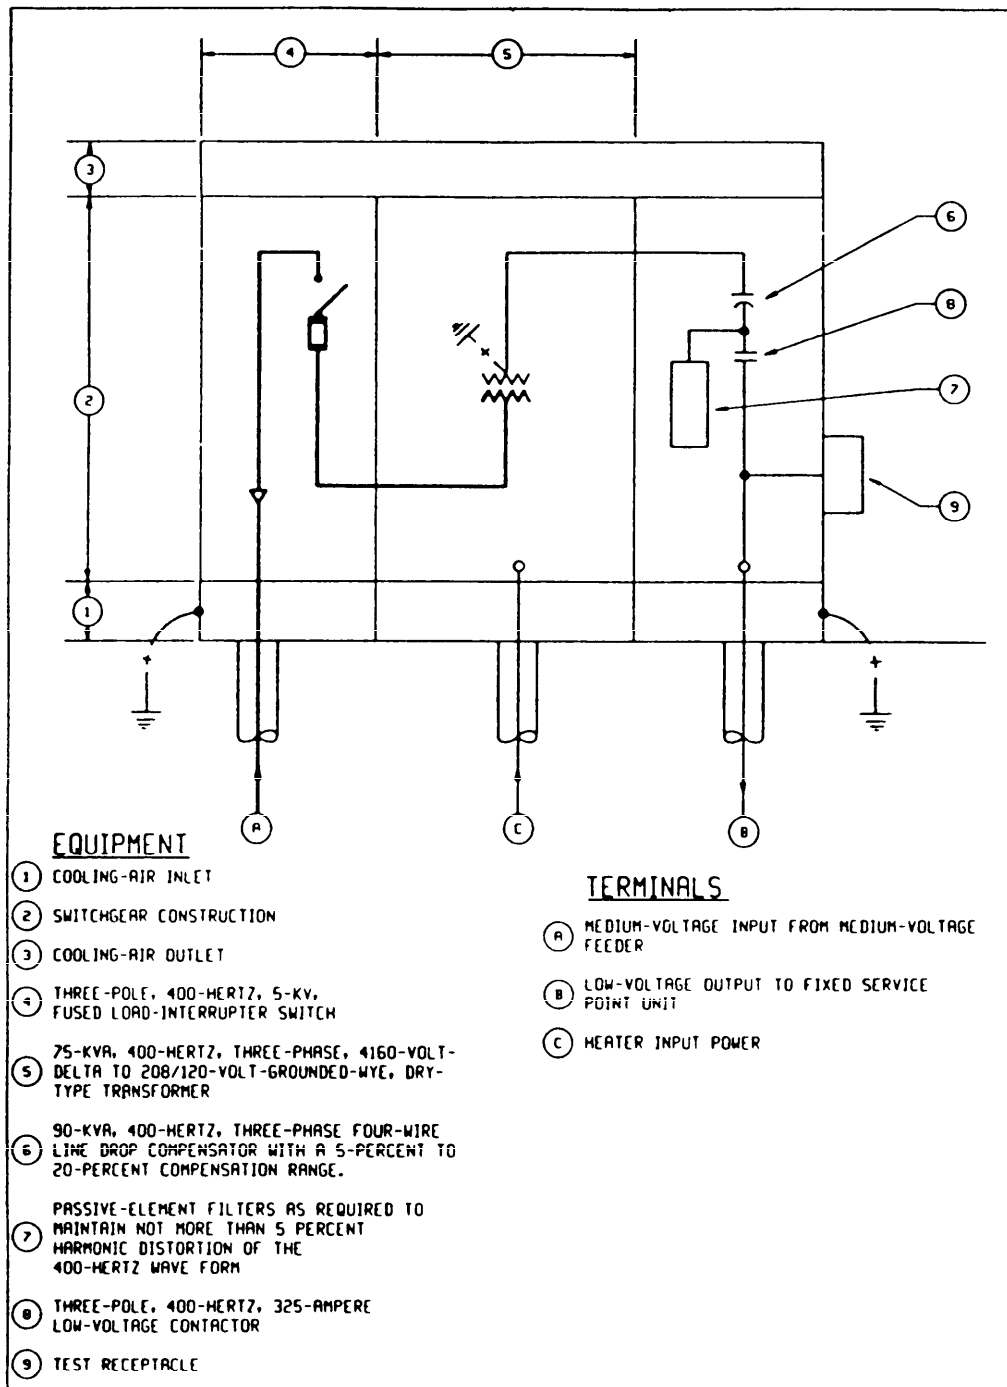 4
5
3
6
8
2
7
9
1
A
C
B
EQUIPMENT
1 COOLING-AIR INLET
2 SWITCHGEAR CONSTRUCTION
3 COOLING-AIR OUTLET
4 THREE-POLE, 400-HERTZ, 5-KV,
FUSED LOAD-INTERRUPTER SWITCH
5 75-KVA, 400-HERTZ, THREE-PHASE, 4160-VOLT-
DELTA TO 208/120-VOLT-GROUNDED-WYE, DRY-
TYPE TRANSFORMER
6 90-KVA, 400-HERTZ, THREE-PHASE FOUR-WIRE
LINE DROP COMPENSATOR WITH A 5-PERCENT TO
20-PERCENT COMPENSATION RANGE.
7 PASSIVE-ELEMENT FILTERS AS REQUIRED TO
MAINTAIN NOT MORE THAN 5 PERCENT
HARMONIC DISTORTION OF THE
400-HERTZ WAVE FORM
8 THREE-POLE, 400-HERTZ, 325-AMPERE
LOW-VOLTAGE CONTACTOR
9 TEST RECEPTACLE
TERMINALS
A MEDIUM-VOLTAGE INPUT FROM MEDIUM-VOLTAGE
FEEDER
B LOW-VOLTAGE OUTPUT TO FIXED SERVICE
POINT UNIT
C HEATER INPUT POWER